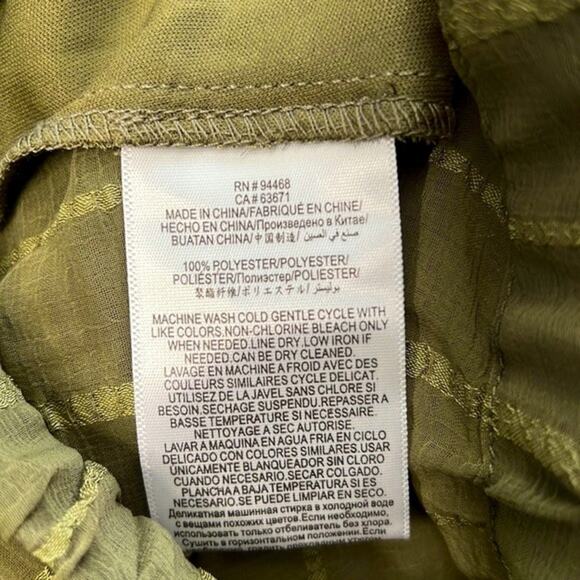 RN # 94468
CA # 63671
MADE IN CHINA/FABRIQUÉ EN CHINE/
HECHO EN CHINA/Произведено в Китае/
BUATAN CHINA/中国制造/ صنع في الصين/
100% POLYESTER/POLYESTER/
POLIÉSTER/Полиэстер/POLIESTER
聚酯纤维/ポリエステル/ بوليستر/
MACHINE WASH COLD GENTLE CYCLE WITH
LIKE COLORS.NON-CHLORINE BLEACH ONLY
WHEN NEEDED.LINE DRY.LOW IRON IF
NEEDED.CAN BE DRY CLEANED.
LAVAGE EN MACHINE A FROID AVEC DES
COULEURS SIMILAIRES CYCLE DELICAT.
UTILISEZ DE LA JAVEL SANS CHLORE SI
BESOIN.SECHAGE SUSPENDU.REPASSER A
BASSE TEMPERATURE SI NECESSAIRE.
NETTOYAGE A SEC AUTORISE.
LAVAR A MAQUINA EN AGUA FRIA EN CICLO
DELICADO CON COLORES SIMILARES.USAR
UNICAMENTE BLANQUEADOR SIN CLORO
CUANDO SEA NECESARIO.SECAR COLGADO.
PLANCHA A BAJA TEMPERATURA SI ES
NECESARIO.SE PUEDE LIMPIAR EN SECO.
Деликатная машинная стирка в холодной воде
с вещами похожих цветов.Если необходимо,
использовать только отбеливатель без хлора.
Сушить в горизонтальном положении. Если